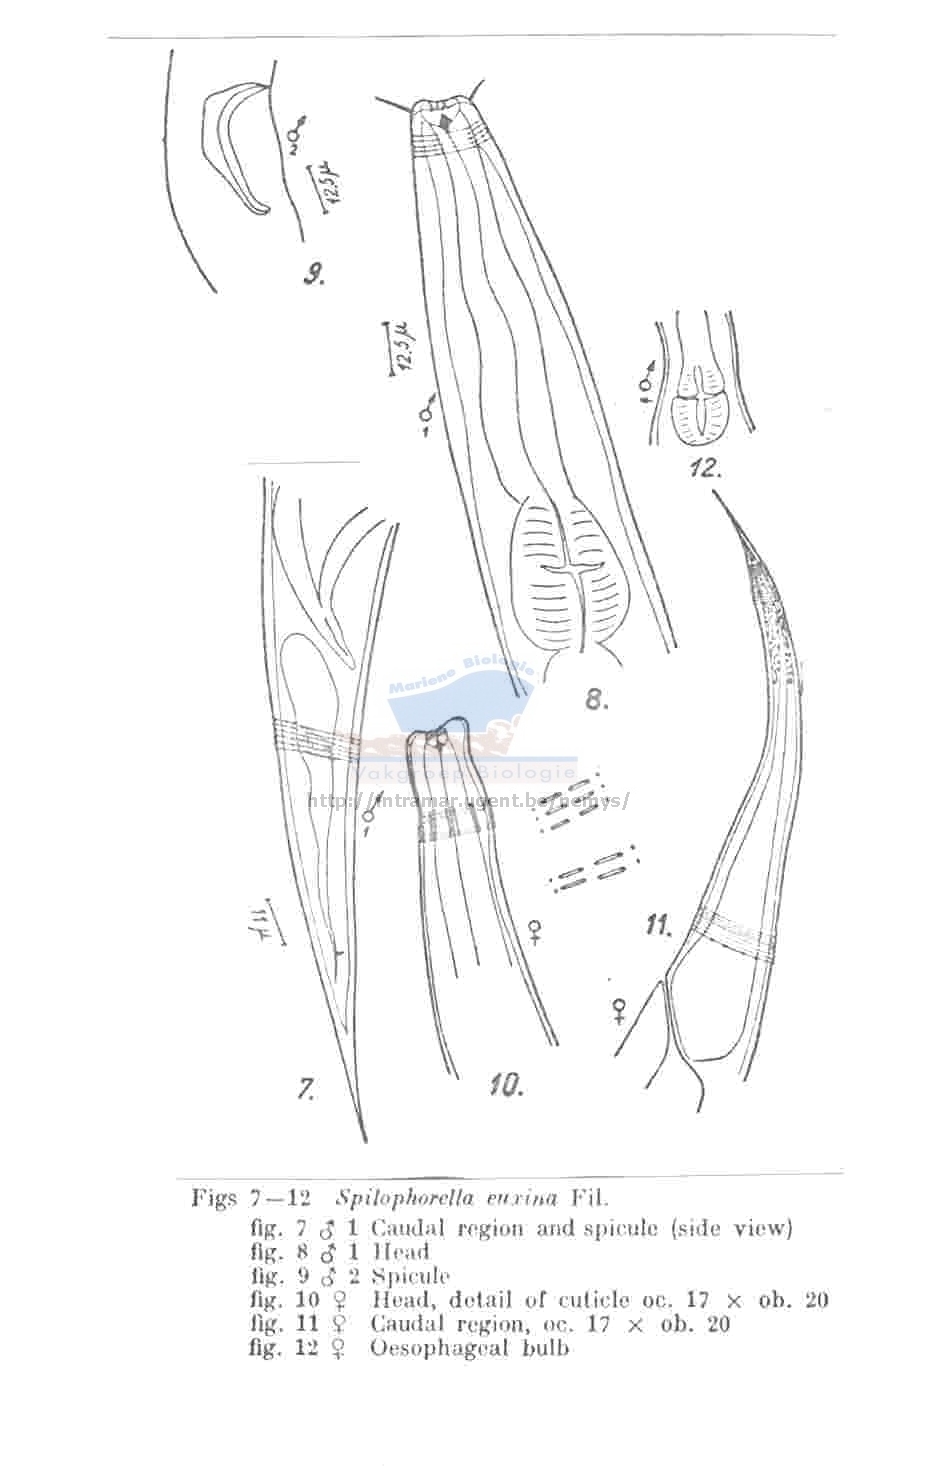 ♂
2
12.5 µ
9.
12.5 µ
♂
1
♂
1
12.
8.
Mariene Biologie
Vakgroep Biologie
http://intramar.ugent.be/nemys/
♂
1
11 µ
♀
11.
♀
7.
10.
Figs 7—12 Spilophorella euxina Fil.
fig. 7 ♂ 1 Caudal region and spicule (side view)
fig. 8 ♂ 1 Head
fig. 9 ♂ 2 Spicule
fig. 10 ♀ Head, detail of cuticle oc. 17 × ob. 20
fig. 11 ♀ Caudal region, oc. 17 × ob. 20
fig. 12 ♀ Oesophageal bulb